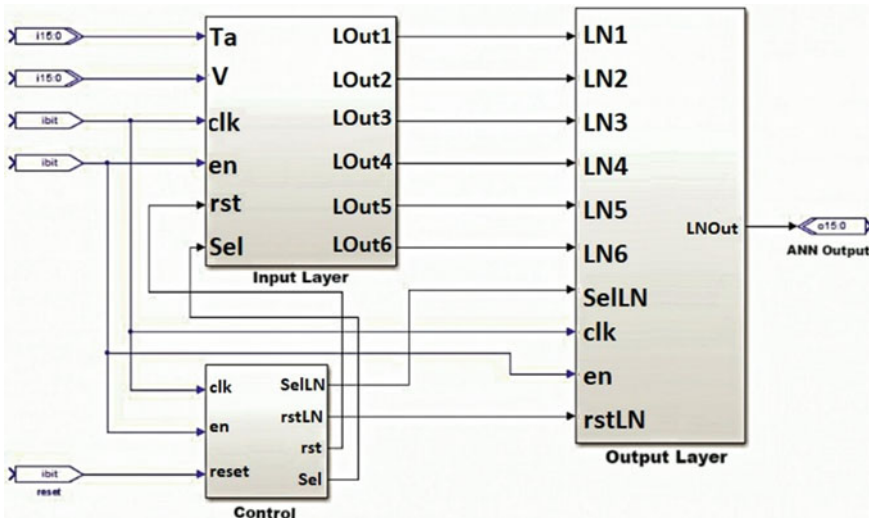 i15:0
i15:0
ibit
ibit
Ta
V
clk
en
rst
Sel
LOut1
LOut2
LOut3
LOut4
LOut5
LOut6
Input Layer
LN1
LN2
LN3
LN4
LN5
LN6
SelLN
clk
en
rstLN
LNOut
Output Layer
o15:0
ANN Output
ibit
reset
clk
en
reset
SelLN
rstLN
rst
Sel
Control